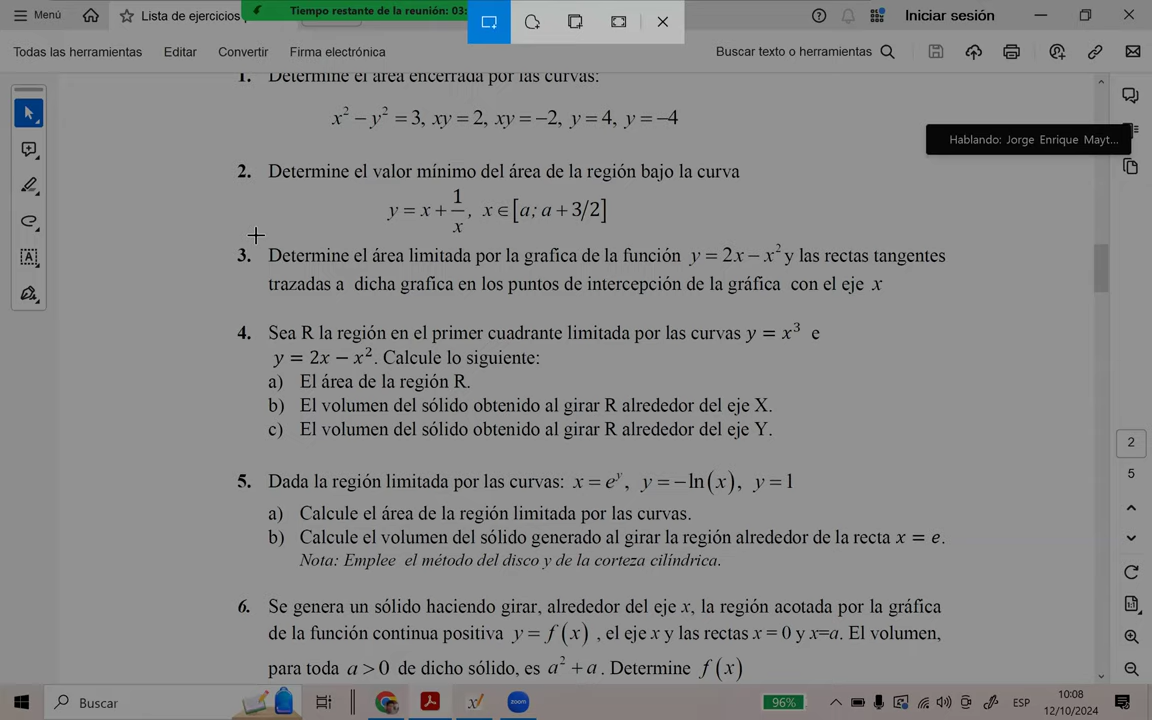 Menú
Lista de ejercicios
Tiempo restante de la reunión: 03:
Iniciar sesión
Todas las herramientas Editar Convertir Firma electrónica
Buscar texto o herramientas
1. Determine el área encerrada por las curvas:
x² − y² = 3, xy = 2, xy = −2, y = 4, y = −4
Hablando: Jorge Enrique Mayt...
2. Determine el valor mínimo del área de la región bajo la curva
y = x + 1/x, x ∈ [a; a + 3/2]
3. Determine el área limitada por la grafica de la función y = 2x − x² y las rectas tangentes
trazadas a dicha grafica en los puntos de intercepción de la gráfica con el eje x
4. Sea R la región en el primer cuadrante limitada por las curvas y = x³ e
y = 2x − x². Calcule lo siguiente:
a) El área de la región R.
b) El volumen del sólido obtenido al girar R alrededor del eje X.
c) El volumen del sólido obtenido al girar R alrededor del eje Y.
2
5
5. Dada la región limitada por las curvas: x = e^y, y = −ln(x), y = 1
a) Calcule el área de la región limitada por las curvas.
b) Calcule el volumen del sólido generado al girar la región alrededor de la recta x = e.
Nota: Emplee el método del disco y de la corteza cilíndrica.
6. Se genera un sólido haciendo girar, alrededor del eje x, la región acotada por la gráfica
de la función continua positiva y = f(x), el eje x y las rectas x = 0 y x=a. El volumen,
para toda a > 0 de dicho sólido, es a² + a. Determine f(x)
Buscar
zoom
96%
ESP
10:08
12/10/2024